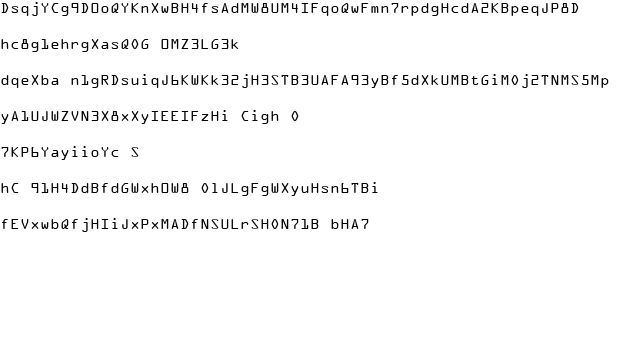 DsqjYCg9DOoQYKnXwBH4fsAdMW8UM4IFqoQwFmn7rpdgHcdA2KBpeqJP8D
hc8g1ehrgXasQ0G OMZ3LG3k
dqeXba n1gRDsuiqJ6KWKk32jH3STB3UAFA93yBf5dXkUMBtGiM0j2TNMS5Mp
yA1UJWZVN3X8xXyIEEIFzHi Cigh 0
7KP6YayiioYc S
hC 91H4DdBfdGWxhOW8 01JLgFgWXyuHsn6TBi
fEVxwbQfjHIiJxPxMADfNSULrSH0N71B bHA7